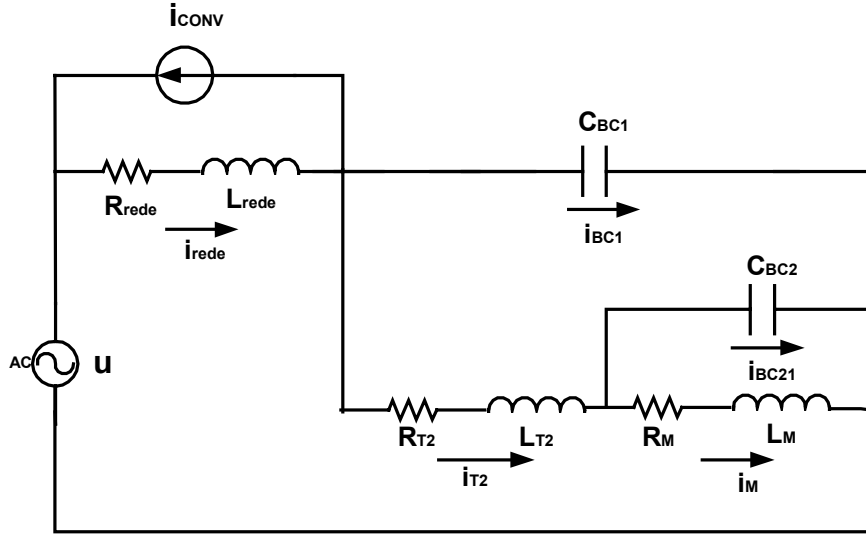 iCONV
CBC1
Rrede
Lrede
irede
iBC1
CBC2
AC
u
iBC21
RT2
LT2
RM
LM
iT2
iM